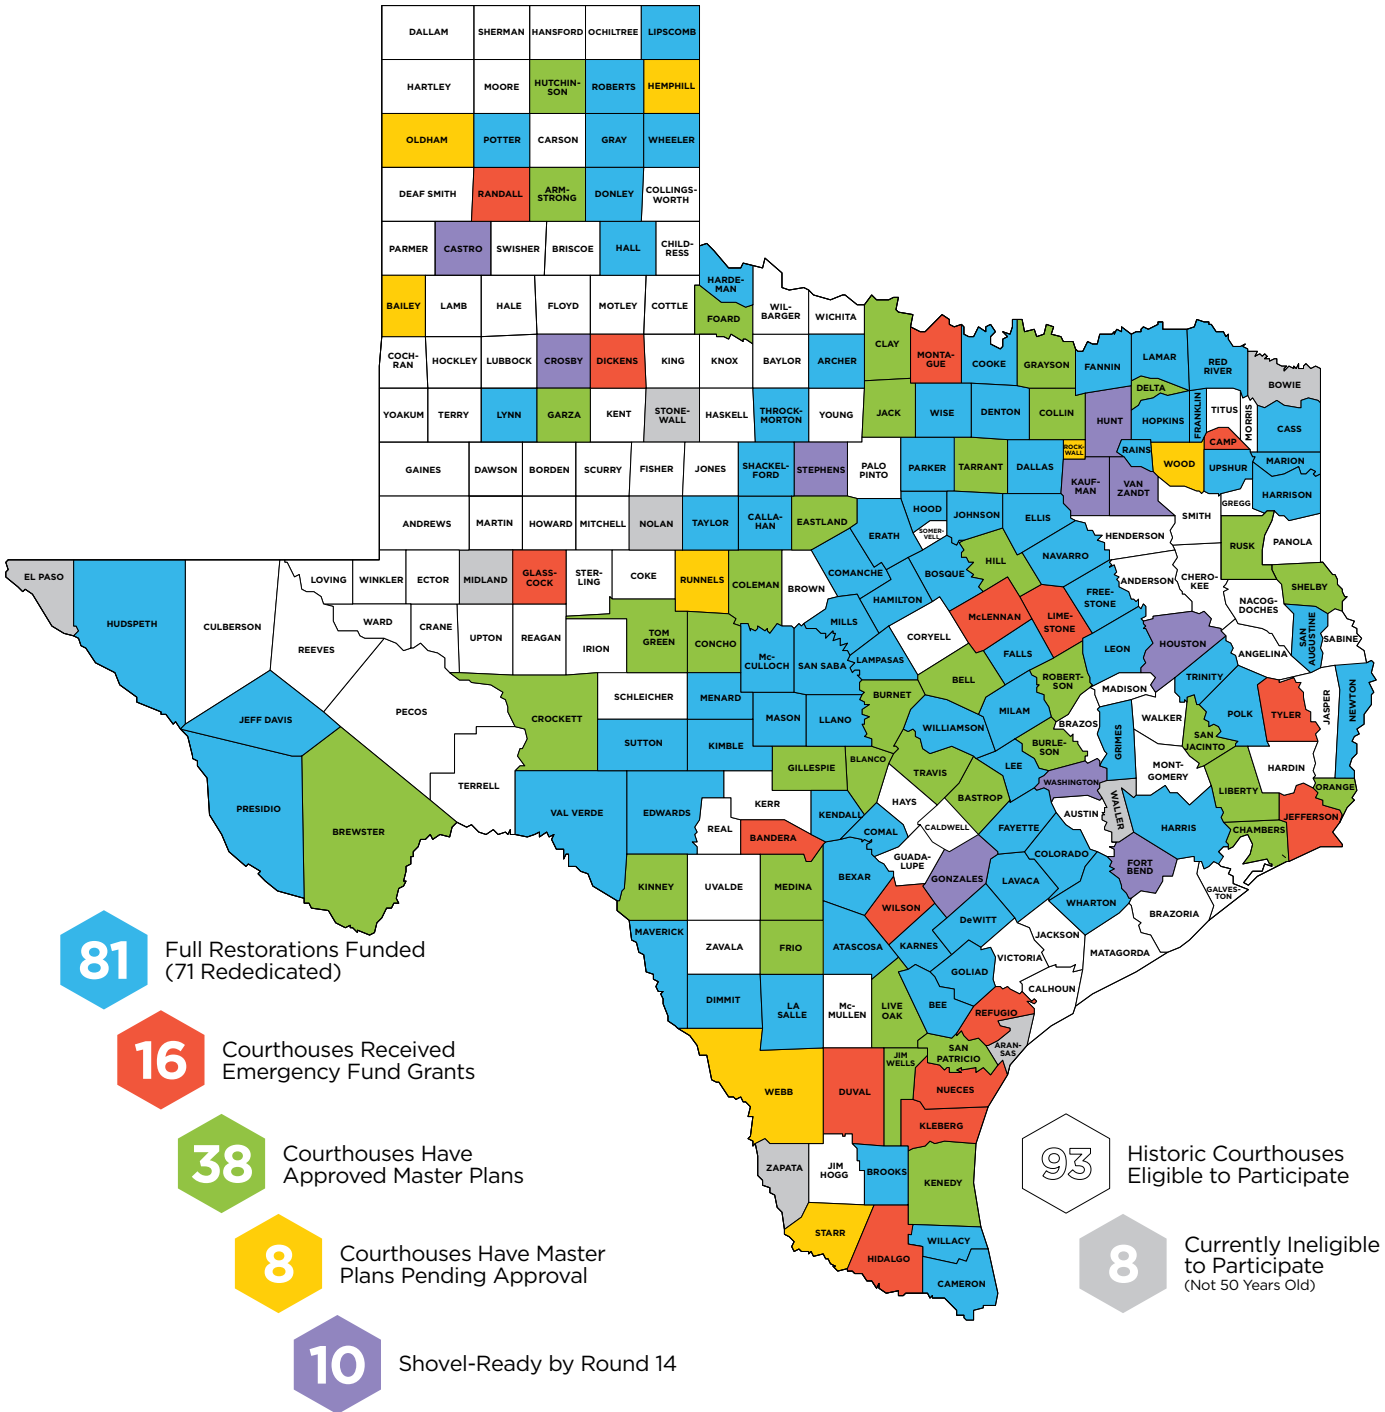 DALLAM
SHERMAN
HANSFORD
OCHILTREE
LIPSCOMB
HARTLEY
MOORE
HUTCHIN-
SON
ROBERTS
HEMPHILL
OLDHAM
POTTER
CARSON
GRAY
WHEELER
DEAF SMITH
RANDALL
ARM-
STRONG
DONLEY
COLLINGS-
WORTH
PARMER
CASTRO
SWISHER
BRISCOE
HALL
CHILD-
RESS
BAILEY
LAMB
HALE
FLOYD
MOTLEY
COTTLE
HARDE-
MAN
FOARD
WIL-
BARGER
WICHITA
CLAY
COCH-
RAN
HOCKLEY
LUBBOCK
CROSBY
DICKENS
KING
KNOX
BAYLOR
ARCHER
MONTA-
GUE
COOKE
GRAYSON
FANNIN
LAMAR
RED
RIVER
BOWIE
YOAKUM
TERRY
LYNN
GARZA
KENT
STONE-
WALL
HASKELL
THROCK-
MORTON
YOUNG
JACK
WISE
DENTON
COLLIN
HUNT
DELTA
HOPKINS
FRANKLIN
TITUS
MORRIS
CASS
GAINES
DAWSON
BORDEN
SCURRY
FISHER
JONES
SHACKEL-
FORD
STEPHENS
PALO
PINTO
PARKER
TARRANT
DALLAS
ROCK-
WALL
RAINS
WOOD
CAMP
UPSHUR
MARION
KAUF-
MAN
VAN
ZANDT
HARRISON
GREGG
ANDREWS
MARTIN
HOWARD
MITCHELL
NOLAN
TAYLOR
CALLA-
HAN
EASTLAND
ERATH
HOOD
SOMER-
VELL
JOHNSON
ELLIS
HENDERSON
SMITH
RUSK
PANOLA
EL PASO
HUDSPETH
CULBERSON
LOVING
WINKLER
ECTOR
MIDLAND
GLASS-
COCK
STER-
LING
COKE
RUNNELS
COLEMAN
BROWN
COMANCHE
BOSQUE
HILL
NAVARRO
ANDERSON
CHERO-
KEE
NACOG-
DOCHES
SHELBY
REEVES
WARD
CRANE
UPTON
REAGAN
IRION
TOM
GREEN
CONCHO
Mc-
CULLOCH
SAN SABA
MILLS
HAMILTON
LAMPASAS
CORYELL
McLENNAN
LIME-
STONE
FREE-
STONE
FALLS
LEON
HOUSTON
ANGELINA
SAN
AUGUSTINE
SABINE
JEFF DAVIS
PECOS
CROCKETT
SCHLEICHER
MENARD
MASON
LLANO
BURNET
BELL
MILAM
ROBERT-
SON
MADISON
TRINITY
POLK
TYLER
JASPER
NEWTON
PRESIDIO
BREWSTER
TERRELL
SUTTON
KIMBLE
GILLESPIE
BLANCO
TRAVIS
WILLIAMSON
LEE
BURLE-
SON
BRAZOS
GRIMES
WALKER
SAN
JACINTO
HARDIN
VAL VERDE
EDWARDS
REAL
KERR
BANDERA
KENDALL
COMAL
HAYS
CALDWELL
BASTROP
FAYETTE
WASHINGTON
AUSTIN
WALLER
MONT-
GOMERY
LIBERTY
ORANGE
JEFFERSON
CHAMBERS
HARRIS
KINNEY
UVALDE
MEDINA
BEXAR
GUADA-
LUPE
GONZALES
LAVACA
COLORADO
FORT
BEND
GALVES-
TON
BRAZORIA
WHARTON
MAVERICK
ZAVALA
FRIO
ATASCOSA
WILSON
KARNES
DeWITT
JACKSON
MATAGORDA
VICTORIA
CALHOUN
GOLIAD
DIMMIT
LA
SALLE
Mc-
MULLEN
LIVE
OAK
BEE
REFUGIO
ARAN-
SAS
WEBB
DUVAL
JIM
WELLS
SAN
PATRICIO
NUECES
KLEBERG
ZAPATA
JIM
HOGG
BROOKS
KENEDY
STARR
HIDALGO
WILLACY
CAMERON
81
Full Restorations Funded
(71 Rededicated)
16
Courthouses Received
Emergency Fund Grants
38
Courthouses Have
Approved Master Plans
8
Courthouses Have Master
Plans Pending Approval
10
Shovel-Ready by Round 14
93
Historic Courthouses
Eligible to Participate
8
Currently Ineligible
to Participate
(Not 50 Years Old)